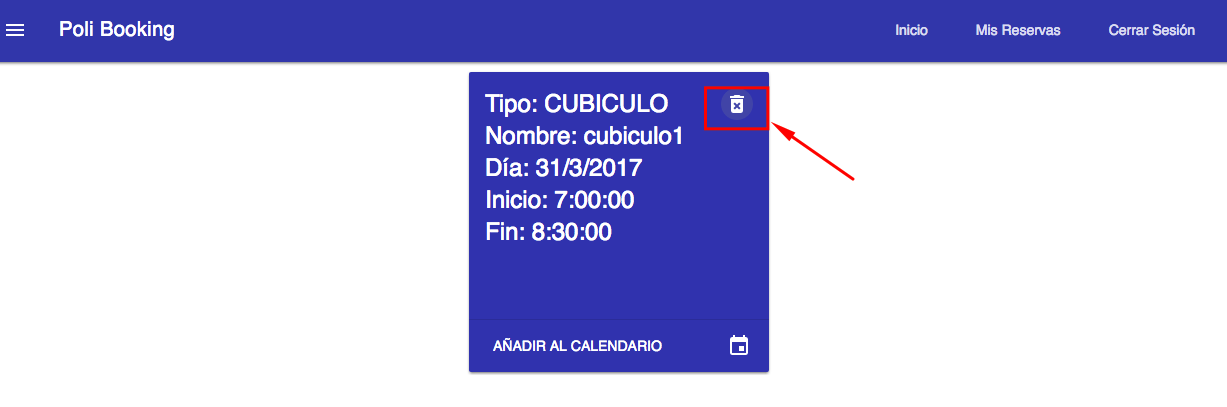 Poli Booking
Inicio
Mis Reservas
Cerrar Sesión
Tipo: CUBICULO
Nombre: cubiculo1
Día: 31/3/2017
Inicio: 7:00:00
Fin: 8:30:00
AÑADIR AL CALENDARIO